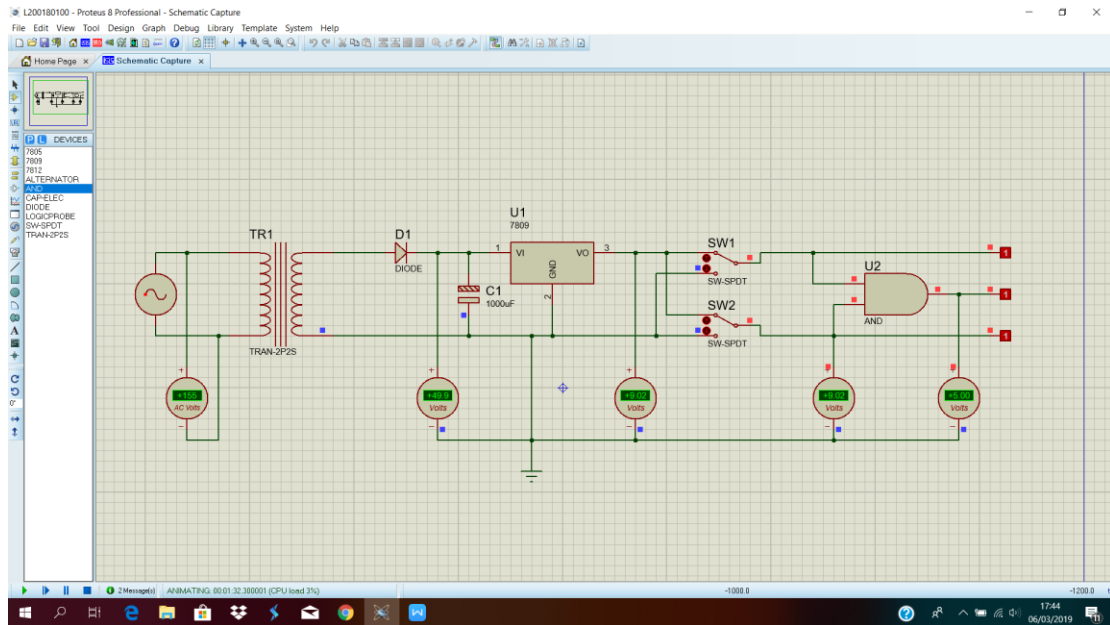 L200180100 - Proteus 8 Professional - Schematic Capture
File Edit View Tool Design Graph Debug Library Template System Help
Home Page
Schematic Capture
P L DEVICES
7805
7809
7812
ALTERNATOR
AND
CAP-ELEC
DIODE
LOGICPROBE
SW-SPDT
TRAN-2P2S
0°
TR1
TRAN-2P2S
D1
DIODE
C1
1000uF
U1
7809
1 VI VO 3
GND
2
SW1
SW-SPDT
SW2
SW-SPDT
U2
AND
1
1
1
+155
AC Volts
+49.9
Volts
+9.02
Volts
+9.02
Volts
+5.00
Volts
2 Message(s) ANIMATING: 00:01:32.300001 (CPU load 3%) -1000.0 -1200.0
17:44
06/03/2019
11